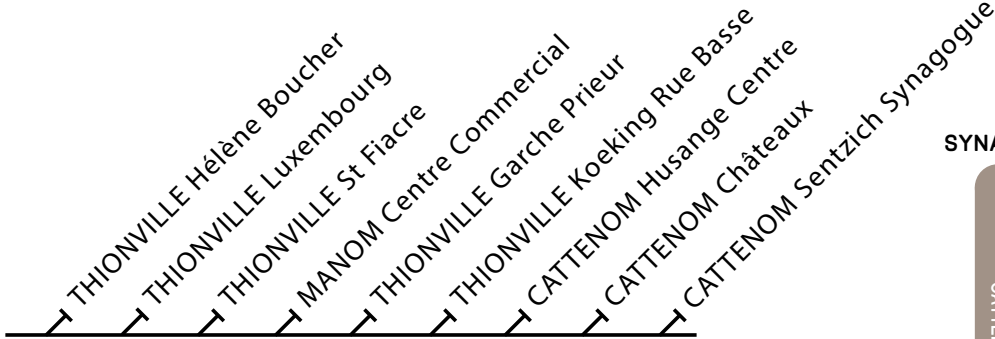 THIONVILLE Hélène Boucher
THIONVILLE Luxembourg
THIONVILLE St Fiacre
MANOM Centre Commercial
THIONVILLE Garche Prieur
THIONVILLE Koeking Rue Basse
CATTENOM Husange Centre
CATTENOM Châteaux
CATTENOM Sentzich Synagogue